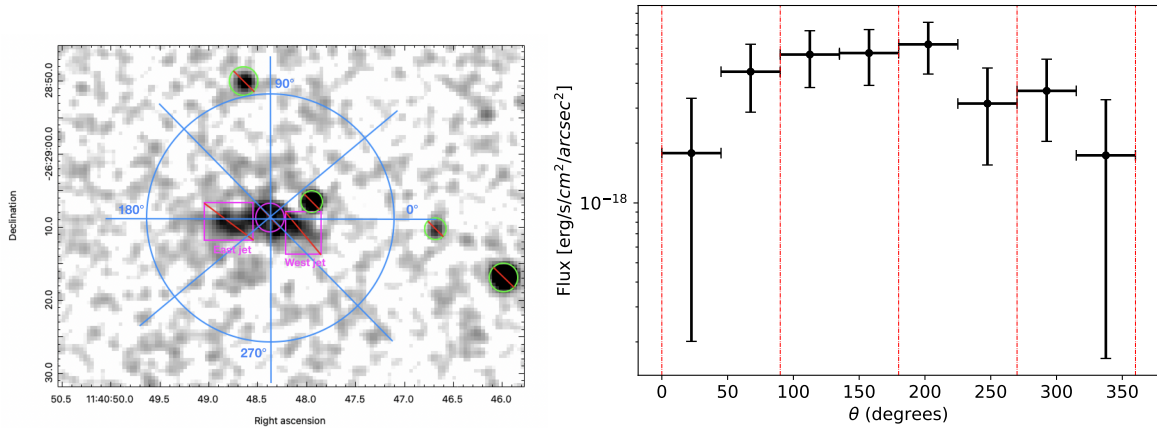 Declination
28:50.0
-26:29:00.0
10.0
20.0
30.0
90°
180°
0°
270°
East jet
West jet
50.5 11:40:50.0 49.5 49.0 48.5 48.0 47.5 47.0 46.5 46.0
Right ascension
Flux [erg/s/cm²/arcsec²]
10⁻¹⁸
0 50 100 150 200 250 300 350
θ (degrees)